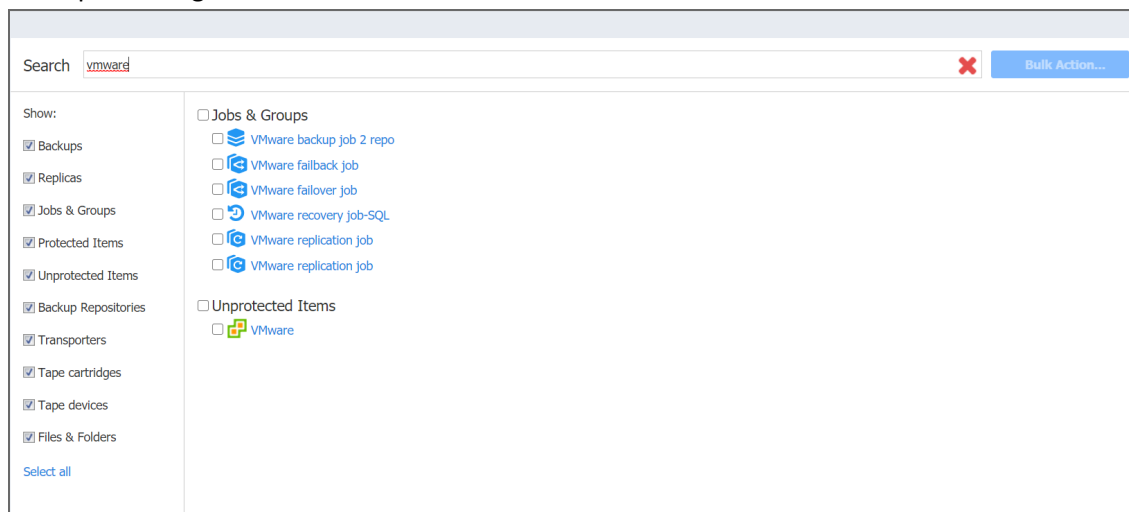 Search vmware Bulk Action...
Show:
Backups
Replicas
Jobs & Groups
Protected Items
Unprotected Items
Backup Repositories
Transporters
Tape cartridges
Tape devices
Files & Folders
Select all
Jobs & Groups
VMware backup job 2 repo
VMware failback job
VMware failover job
VMware recovery job-SQL
VMware replication job
VMware replication job
Unprotected Items
VMware